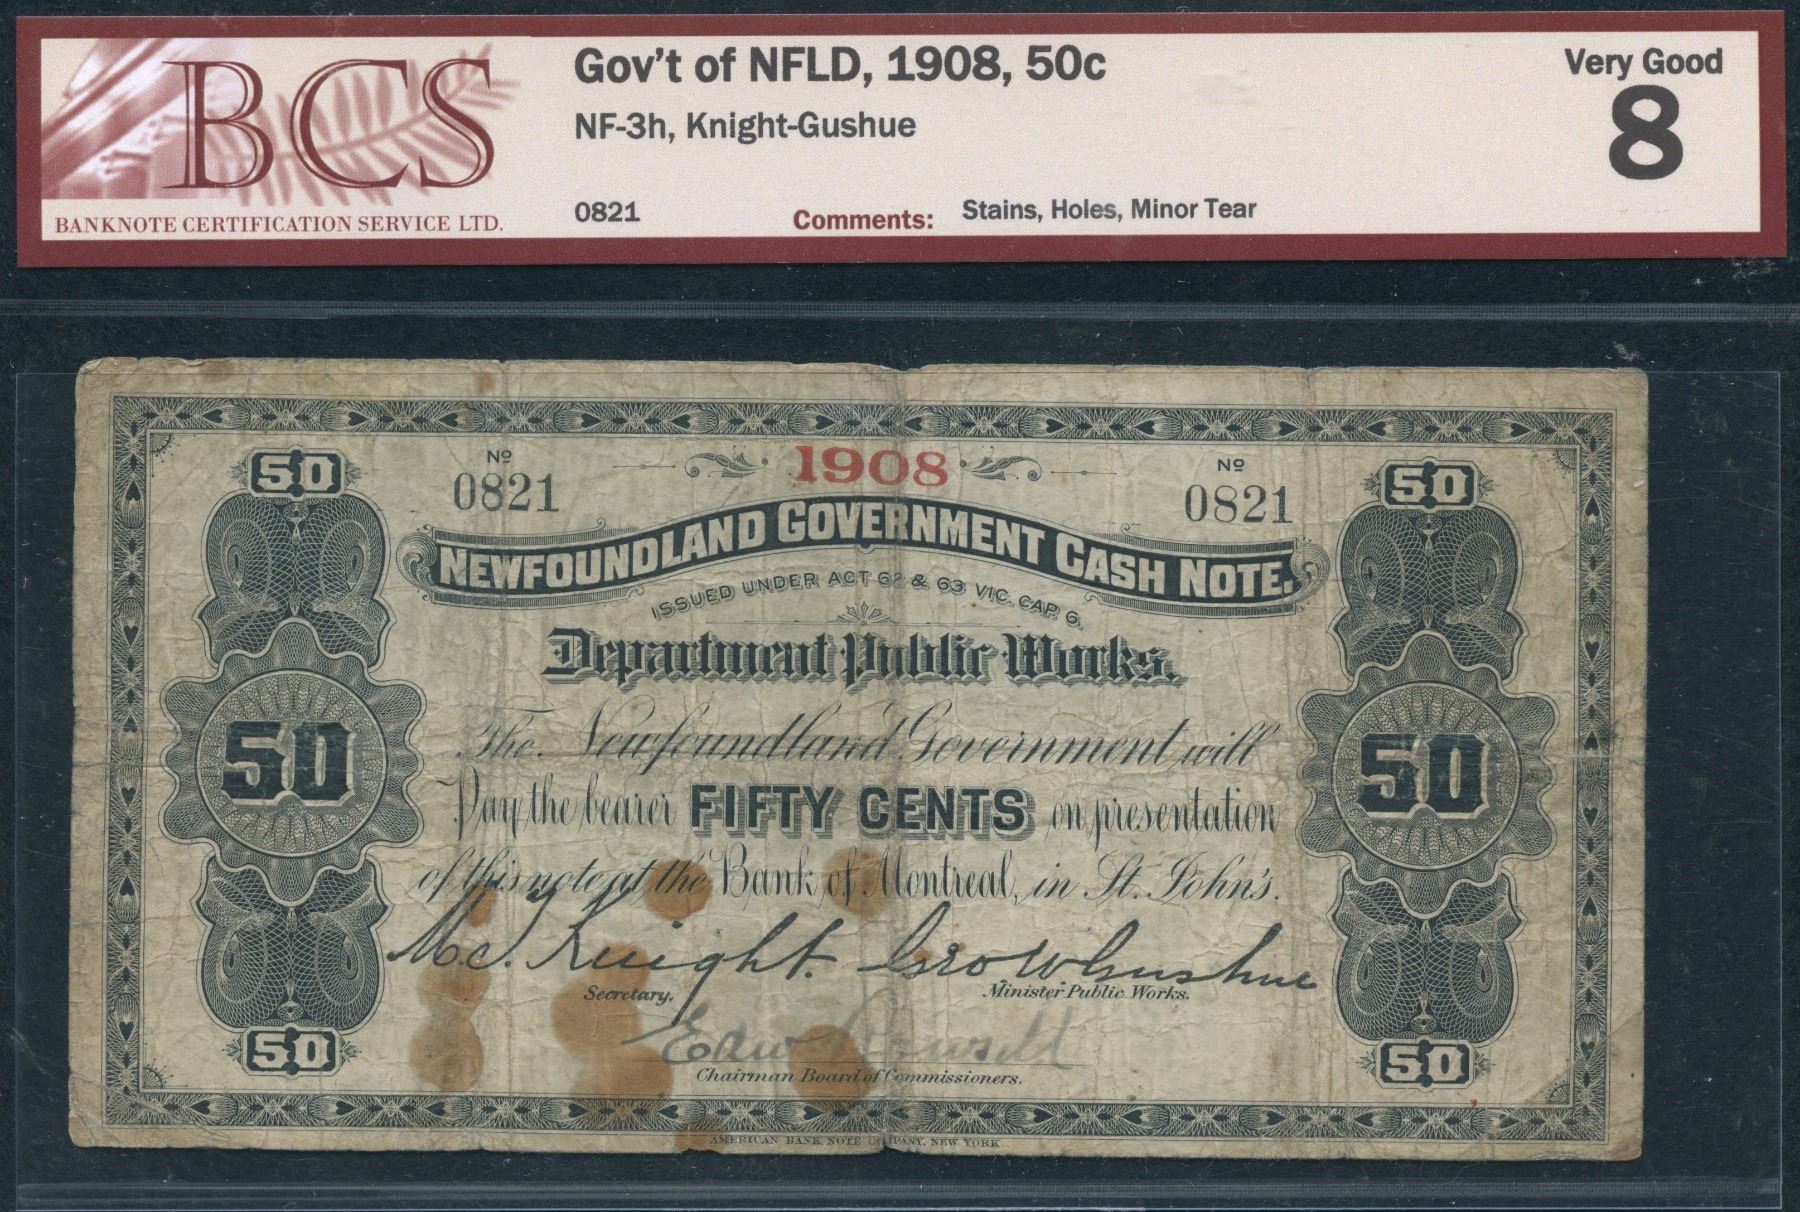 BCS
BANKNOTE CERTIFICATION SERVICE LTD.
Gov't of NFLD, 1908, 50c
NF-3h, Knight-Gushue
0821
Comments: Stains, Holes, Minor Tear
Very Good
8
50 50
Nº 1908 Nº
0821 0821
NEWFOUNDLAND GOVERNMENT CASH NOTE.
ISSUED UNDER ACT 62 & 63 VIC. CAP. 6.
Department Public Works.
The Newfoundland Government will
50 50
Pay the bearer FIFTY CENTS on presentation
of this note at the Bank of Montreal, in St. John's.
Knight. Geo W Gushue
Secretary. Minister Public Works.
Edw
Chairman Board of Commissioners.
50 50
AMERICAN BANK NOTE COMPANY, NEW YORK